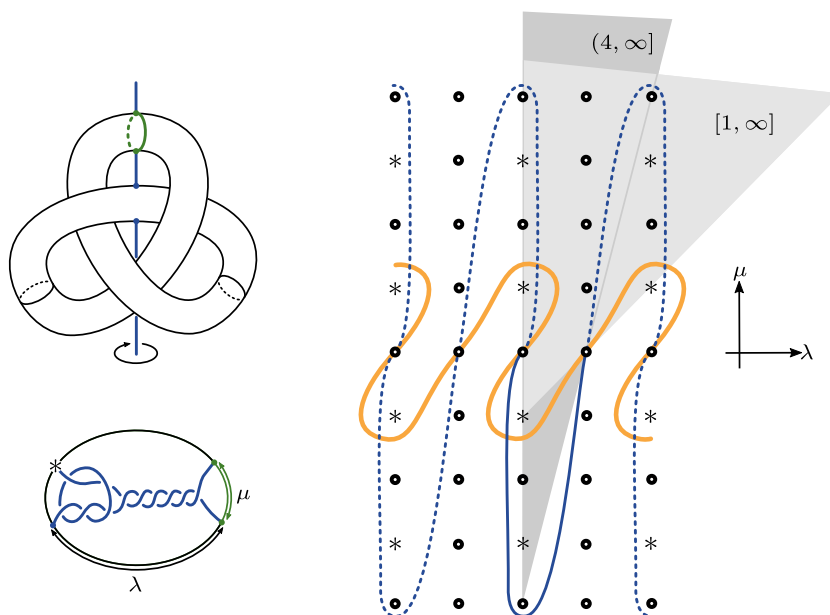 (4, ∞]
[1, ∞]
μ
λ
*
μ
λ